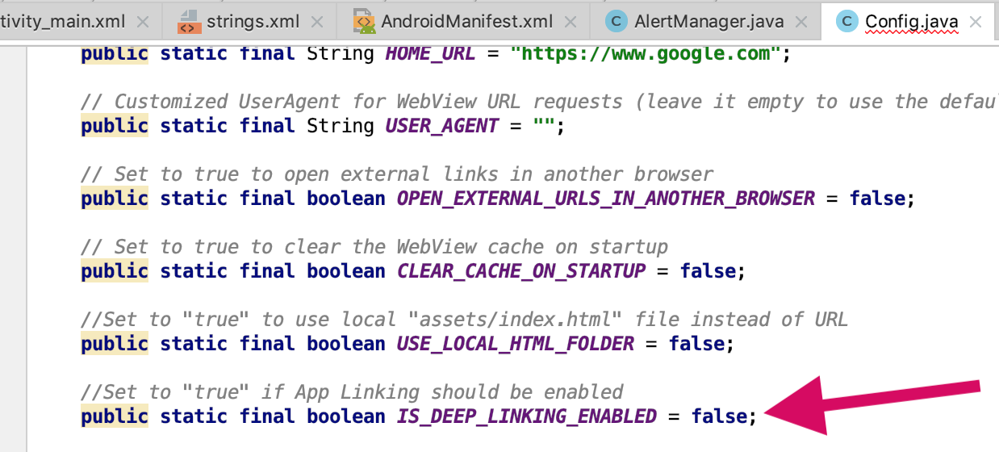 tivity_main.xml strings.xml AndroidManifest.xml C AlertManager.java C Config.java
public static final String HOME_URL = "https://www.google.com";
// Customized UserAgent for WebView URL requests (leave it empty to use the defau
public static final String USER_AGENT = "";
// Set to true to open external links in another browser
public static final boolean OPEN_EXTERNAL_URLS_IN_ANOTHER_BROWSER = false;
// Set to true to clear the WebView cache on startup
public static final boolean CLEAR_CACHE_ON_STARTUP = false;
//Set to "true" to use local "assets/index.html" file instead of URL
public static final boolean USE_LOCAL_HTML_FOLDER = false;
//Set to "true" if App Linking should be enabled
public static final boolean IS_DEEP_LINKING_ENABLED = false;